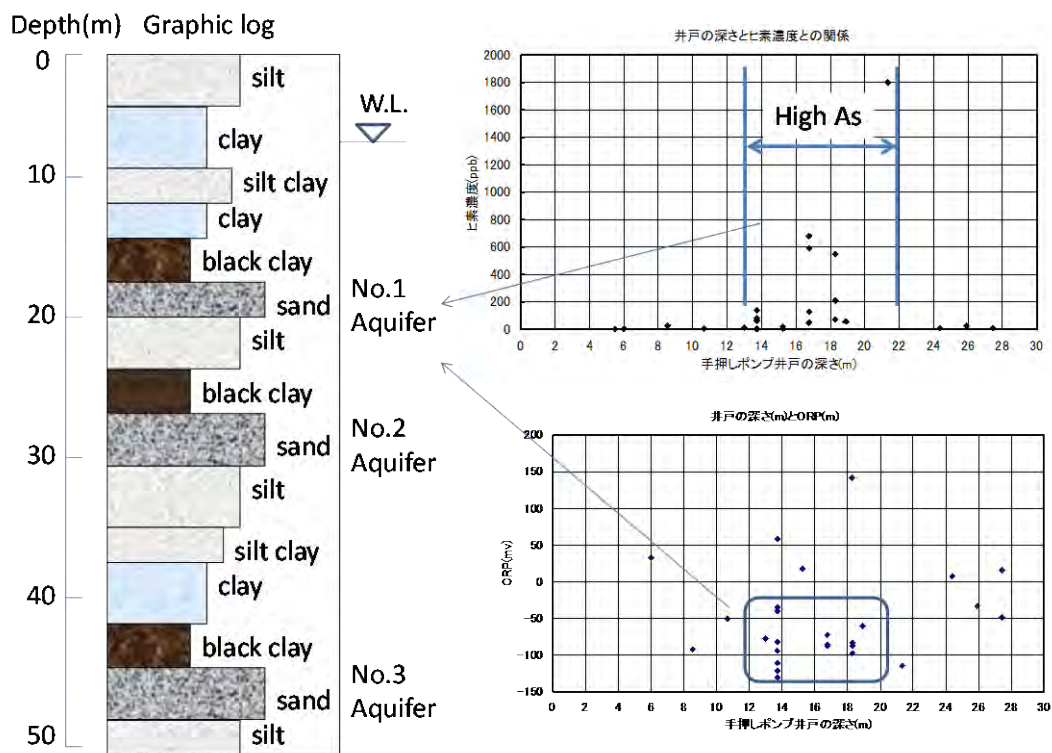 Depth(m) Graphic log
0
10
20
30
40
50
silt
clay
silt clay
clay
black clay
sand
silt
black clay
sand
silt
silt clay
clay
black clay
sand
silt
W.L.
No.1
Aquifer
No.2
Aquifer
No.3
Aquifer
井戸の深さとヒ素濃度との関係
High As
ヒ素濃度(ppb)
2000
1800
1600
1400
1200
1000
800
600
400
200
0
0 2 4 6 8 10 12 14 16 18 20 22 24 26 28 30
手押しポンプ井戸の深さ(m)
井戸の深さ(m)とORP(m)
ORP(mv)
200
150
100
50
0
-50
-100
-150
0 2 4 6 8 10 12 14 16 18 20 22 24 26 28 30
手押しポンプ井戸の深さ(m)